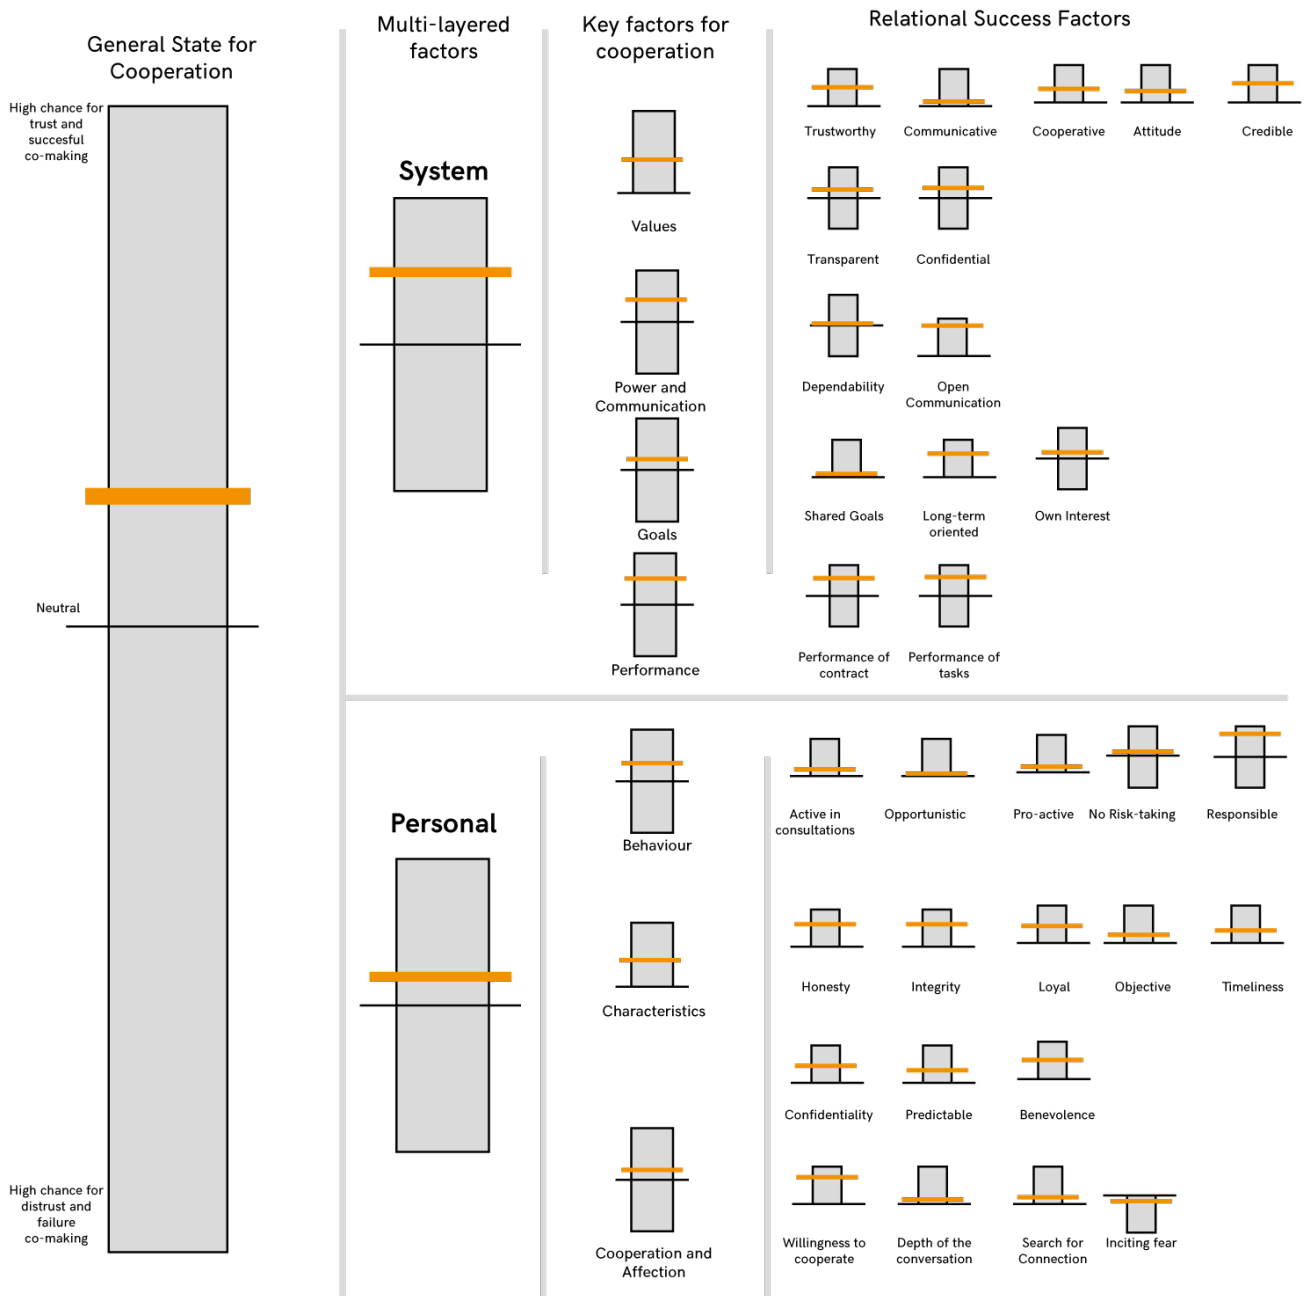 General State for
Cooperation
Multi-layered
factors
Key factors for
cooperation
Relational Success Factors
High chance for
trust and
succesful
co-making
Neutral
High chance for
distrust and
failure
co-making
System
Values
Power and
Communication
Goals
Performance
Trustworthy
Communicative
Cooperative
Attitude
Credible
Transparent
Confidential
Dependability
Open
Communication
Shared Goals
Long-term
oriented
Own Interest
Performance of
contract
Performance of
tasks
Personal
Behaviour
Characteristics
Cooperation and
Affection
Active in
consultations
Opportunistic
Pro-active
No Risk-taking
Responsible
Honesty
Integrity
Loyal
Objective
Timeliness
Confidentiality
Predictable
Benevolence
Willingness to
cooperate
Depth of the
conversation
Search for
Connection
Inciting fear